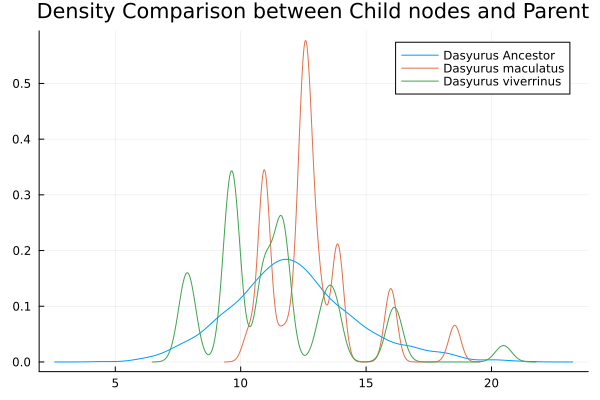 Density Comparison between Child nodes and Parent
Dasyurus Ancestor
Dasyurus maculatus
Dasyurus viverrinus
0.5
0.4
0.3
0.2
0.1
0.0
5 10 15 20